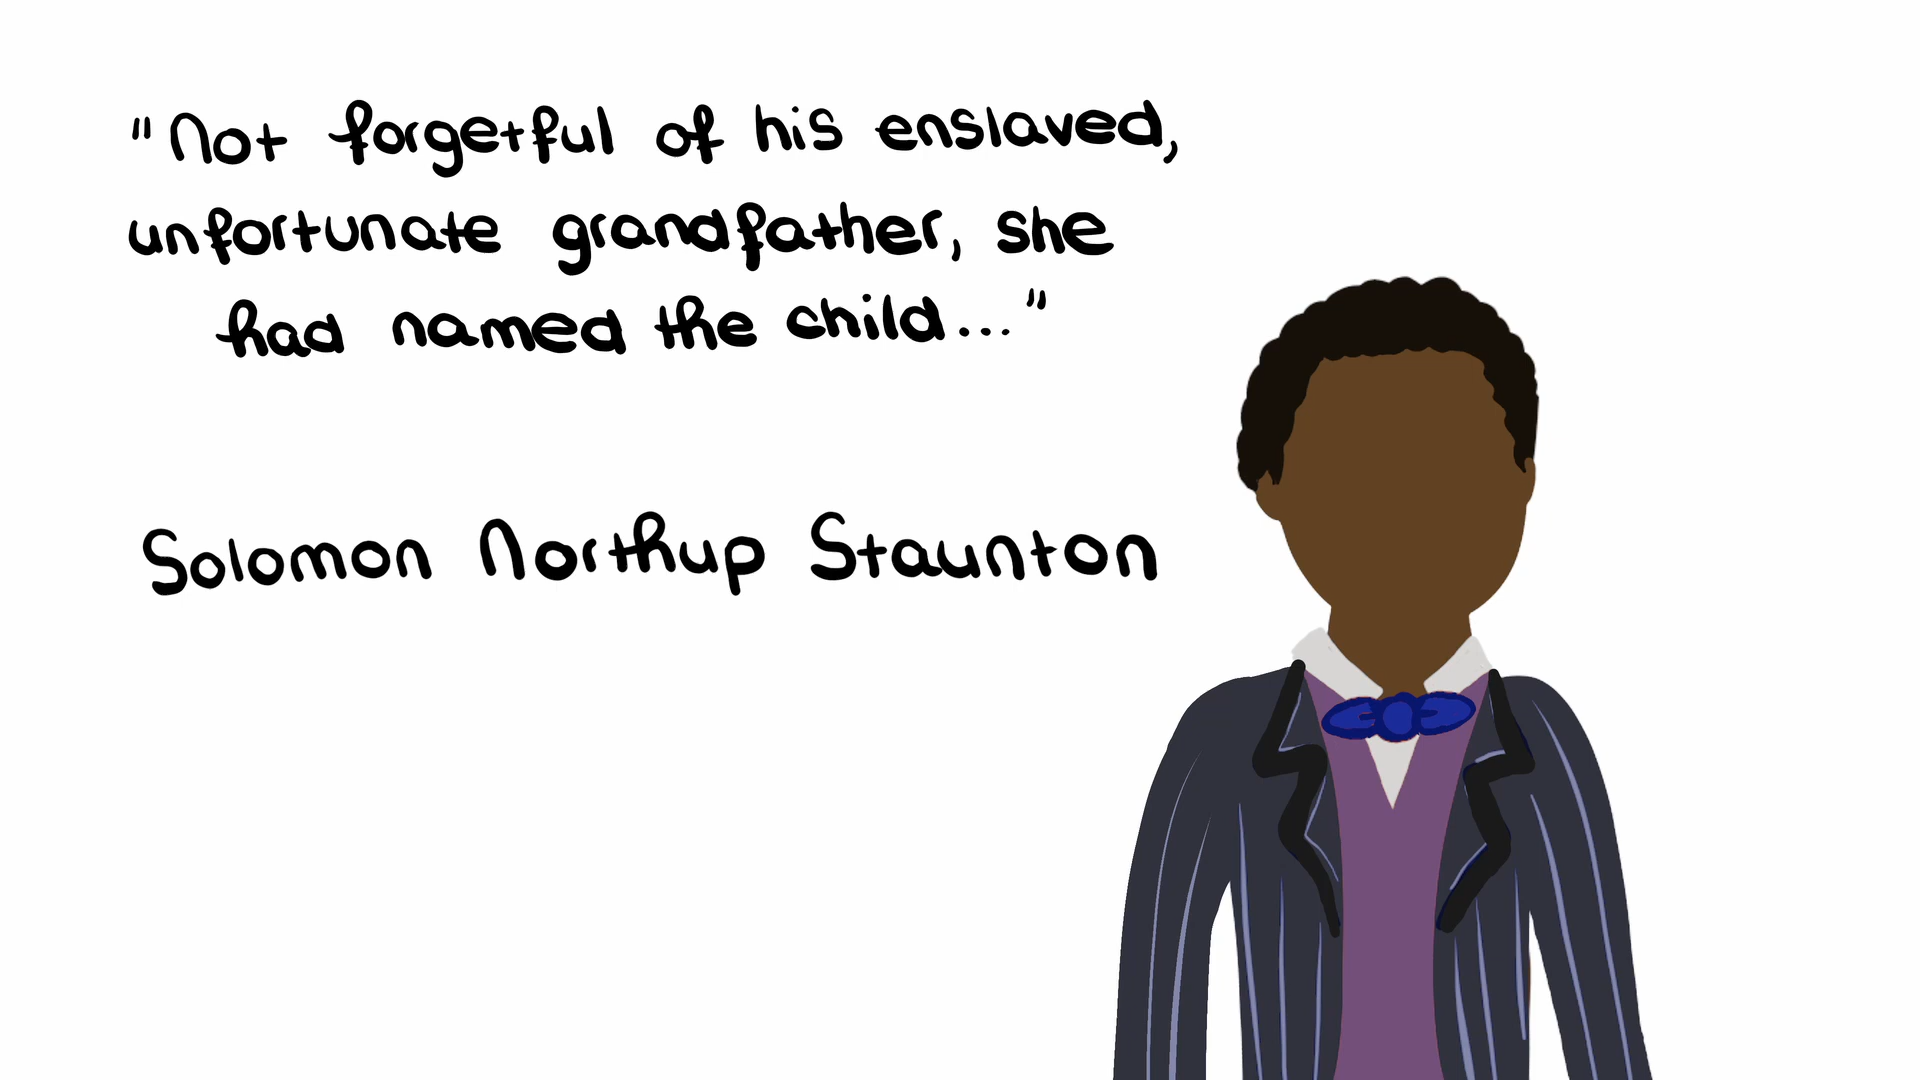 "Not forgetful of his enslaved,
unfortunate grandfather, she
had named the child..."
Solomon Northup Staunton